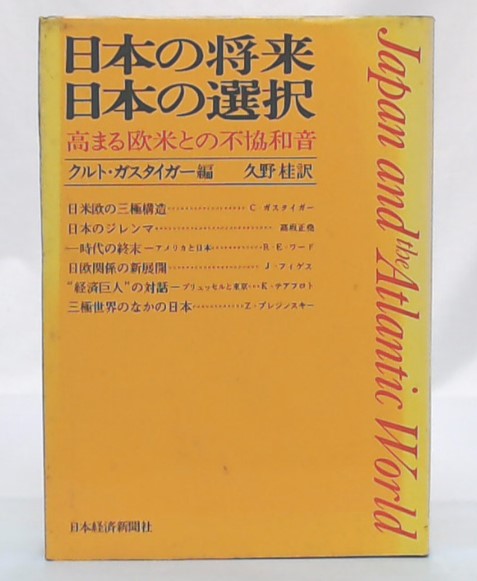 日本の将来
日本の選択
高まる欧米との不協和音
クルト・ガスタイガー編 久野 桂訳
日米欧の三極構造………………C・ガスタイガー
日本のジレンマ………………………高坂正堯
一時代の終末―アメリカと日本…………R・E・ワード
日欧関係の新展開………………J・フィゲス
"経済巨人"の対話―ブリュッセルと東京…K・テアフロト
三極世界のなかの日本…………Z・ブレジンスキー
日本経済新聞社
Japan and the Atlantic World